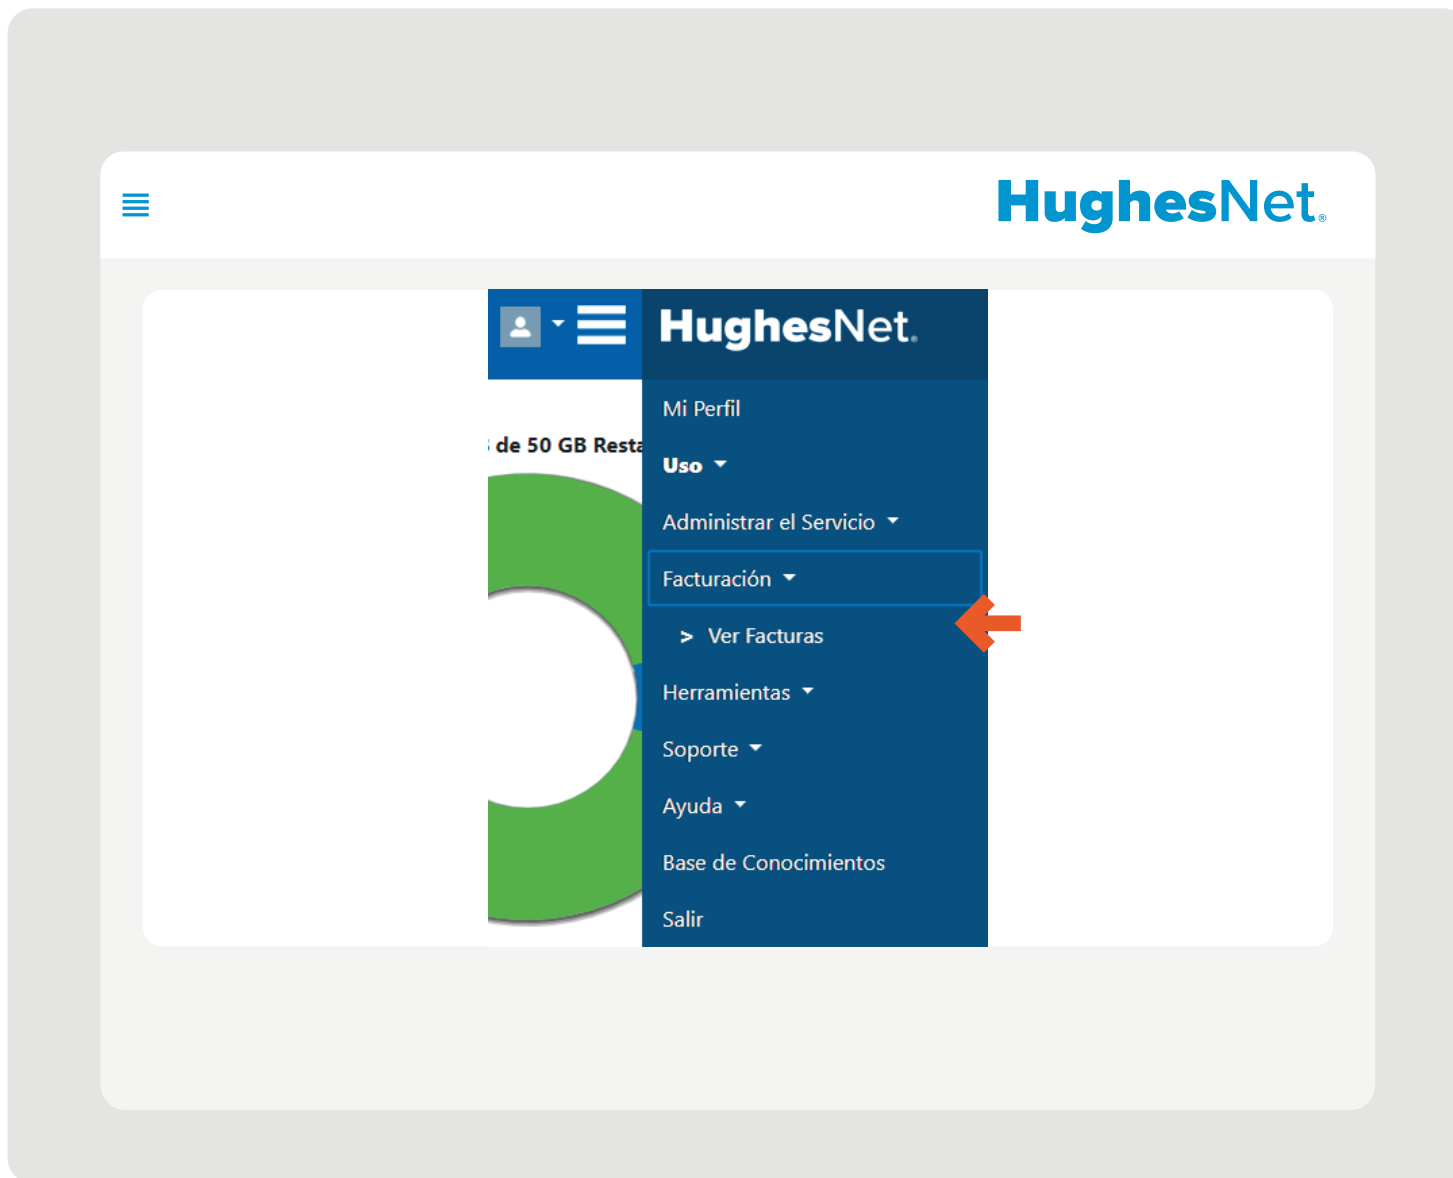 HughesNet®
HughesNet®
Mi Perfil
de 50 GB
Uso
Administrar el Servicio
Facturación
> Ver Facturas
Herramientas
Soporte
Ayuda
Base de Conocimientos
Salir